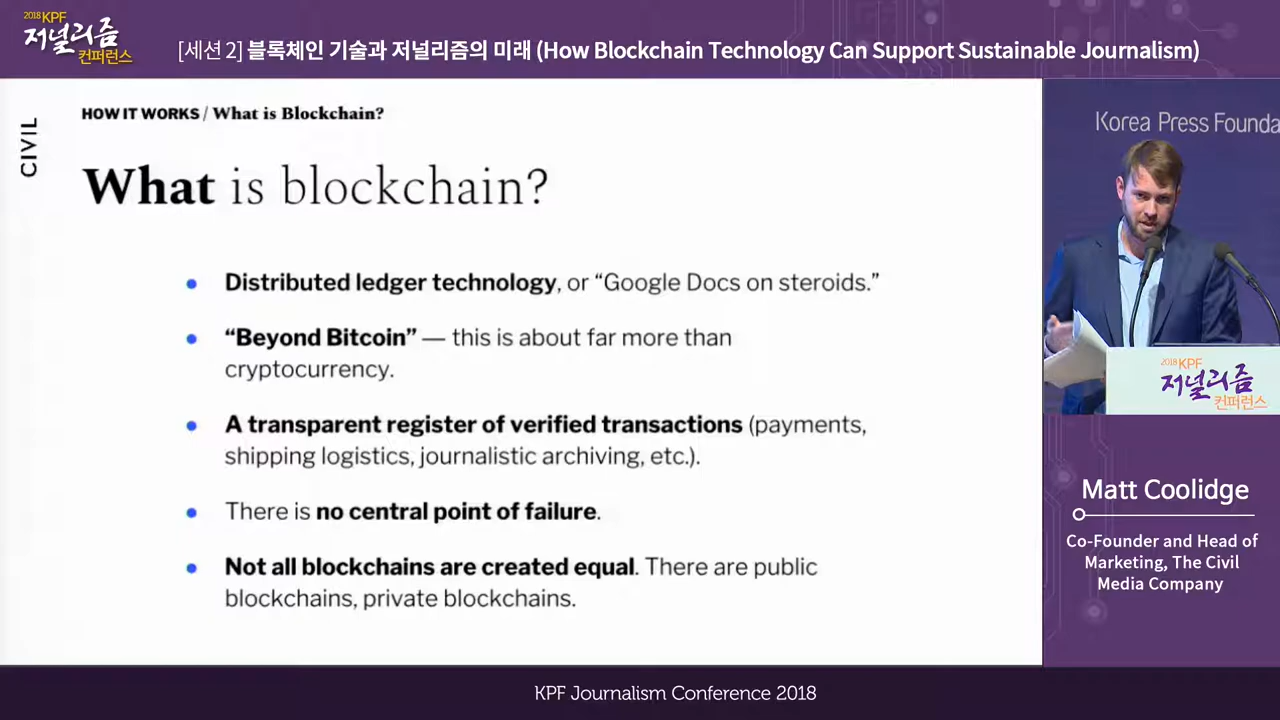 2018 KPF
저널리즘
컨퍼런스
[세션 2] 블록체인 기술과 저널리즘의 미래 (How Blockchain Technology Can Support Sustainable Journalism)
CIVIL
HOW IT WORKS / What is Blockchain?
What is blockchain?
• Distributed ledger technology, or “Google Docs on steroids.”
• “Beyond Bitcoin” — this is about far more than
cryptocurrency.
• A transparent register of verified transactions (payments,
shipping logistics, journalistic archiving, etc.).
• There is no central point of failure.
• Not all blockchains are created equal. There are public
blockchains, private blockchains.
Korea Press Founda
2018 KPF
저널리즘
컨퍼런스
Matt Coolidge
Co-Founder and Head of
Marketing, The Civil
Media Company
KPF Journalism Conference 2018